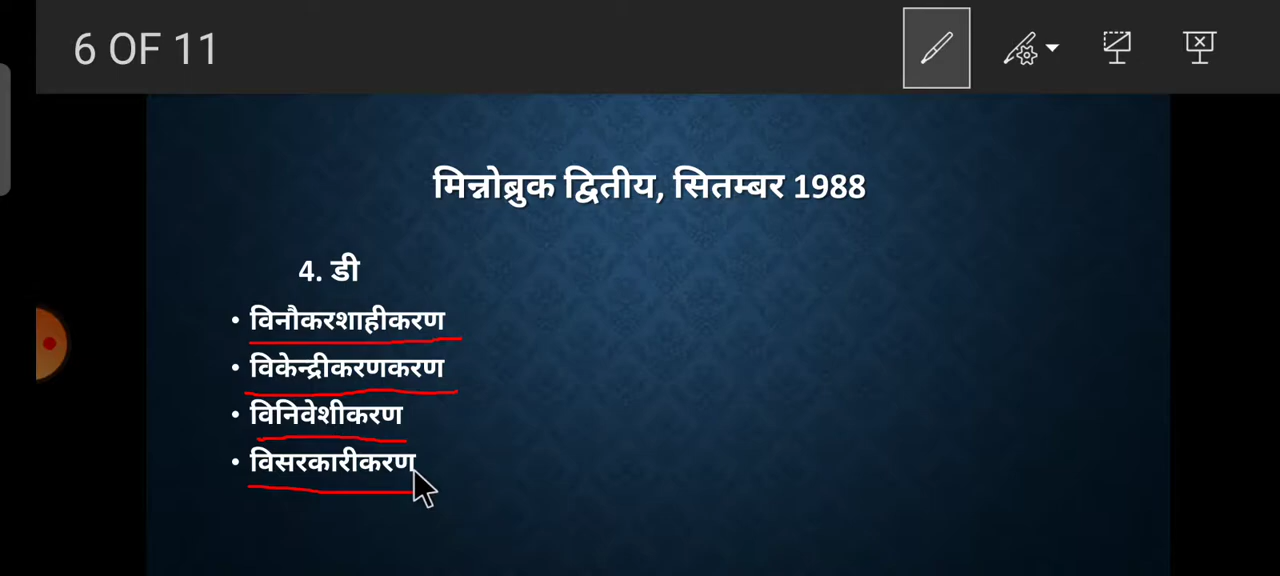 6 OF 11
मिन्नोब्रुक द्वितीय, सितम्बर 1988
4. डी
• विनौकरशाहीकरण
• विकेन्द्रीकरणकरण
• विनिवेशीकरण
• विसरकारीकरण